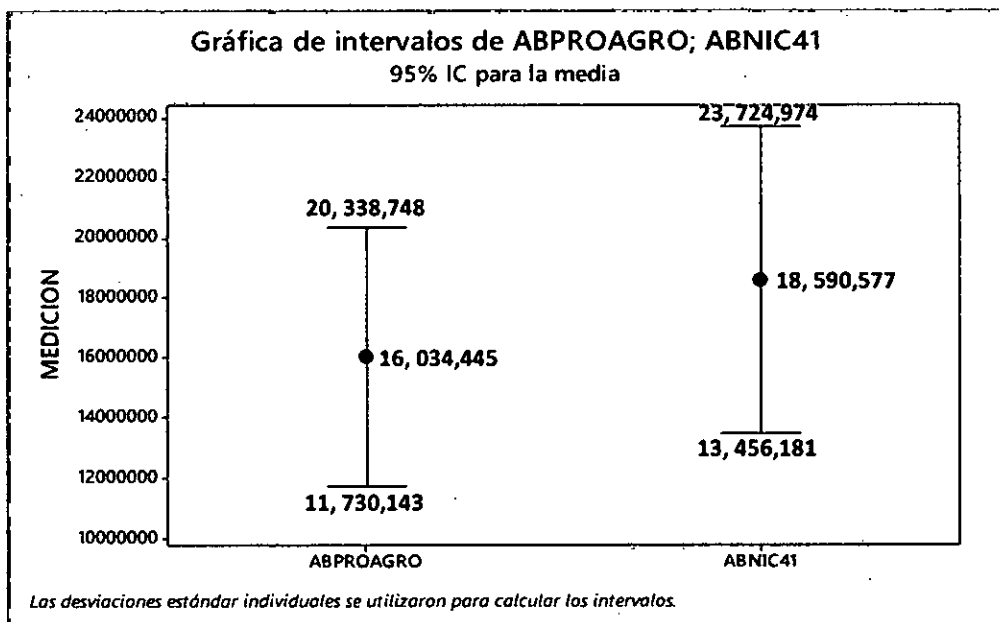 Gráfica de intervalos de ABPROAGRO; ABNIC41
95% IC para la media
MEDICION
24000000
22000000
20000000
18000000
16000000
14000000
12000000
10000000
20, 338,748
16, 034,445
11, 730,143
23, 724,974
18, 590,577
13, 456,181
ABPROAGRO
ABNIC41
Las desviaciones estándar individuales se utilizaron para calcular los intervalos.